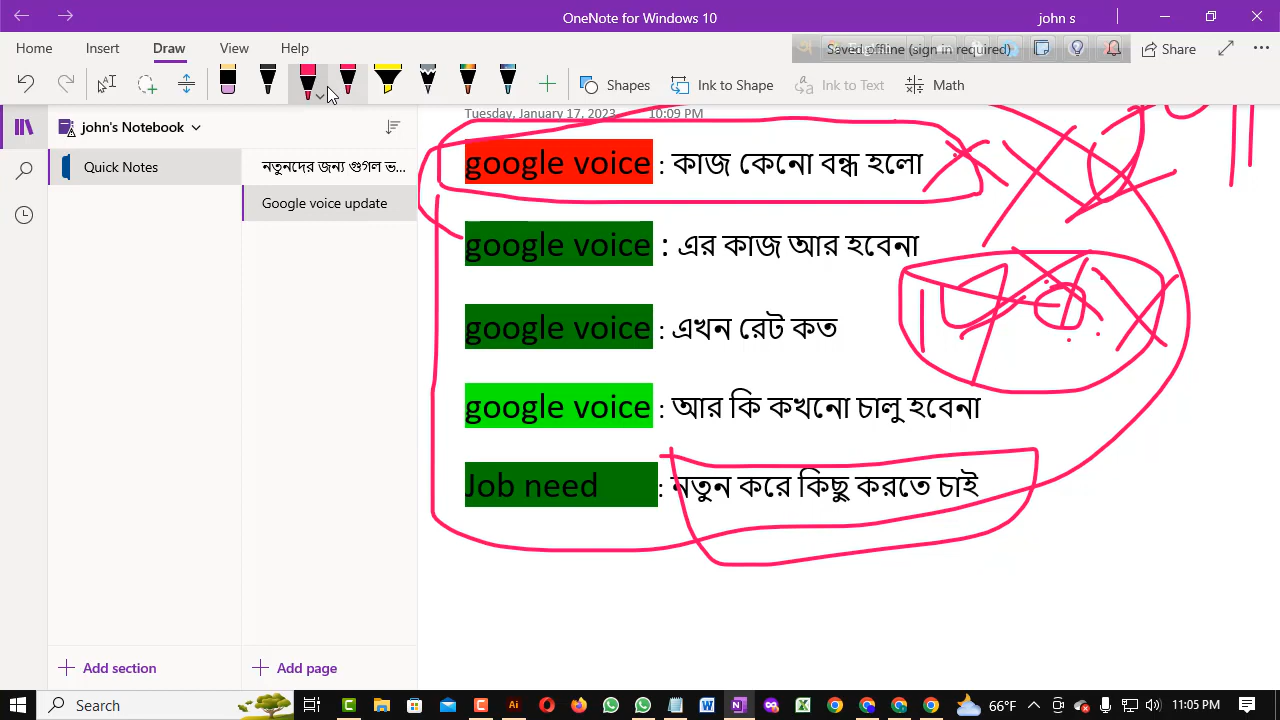 OneNote for Windows 10
john s
Home Insert Draw View Help
Saved offline (sign in required)
Share
Shapes Ink to Shape Ink to Text Math
john's Notebook
Quick Notes
নতুনদের জন্য গুগল ভ...
Google voice update
Tuesday, January 17, 2023 10:09 PM
google voice : কাজ কেনো বন্ধ হলো
google voice : এর কাজ আর হবেনা
google voice : এখন রেট কত
google voice : আর কি কখনো চালু হবেনা
Job need : নতুন করে কিছু করতে চাই
Add section
Add page
Search
66°F
11:05 PM